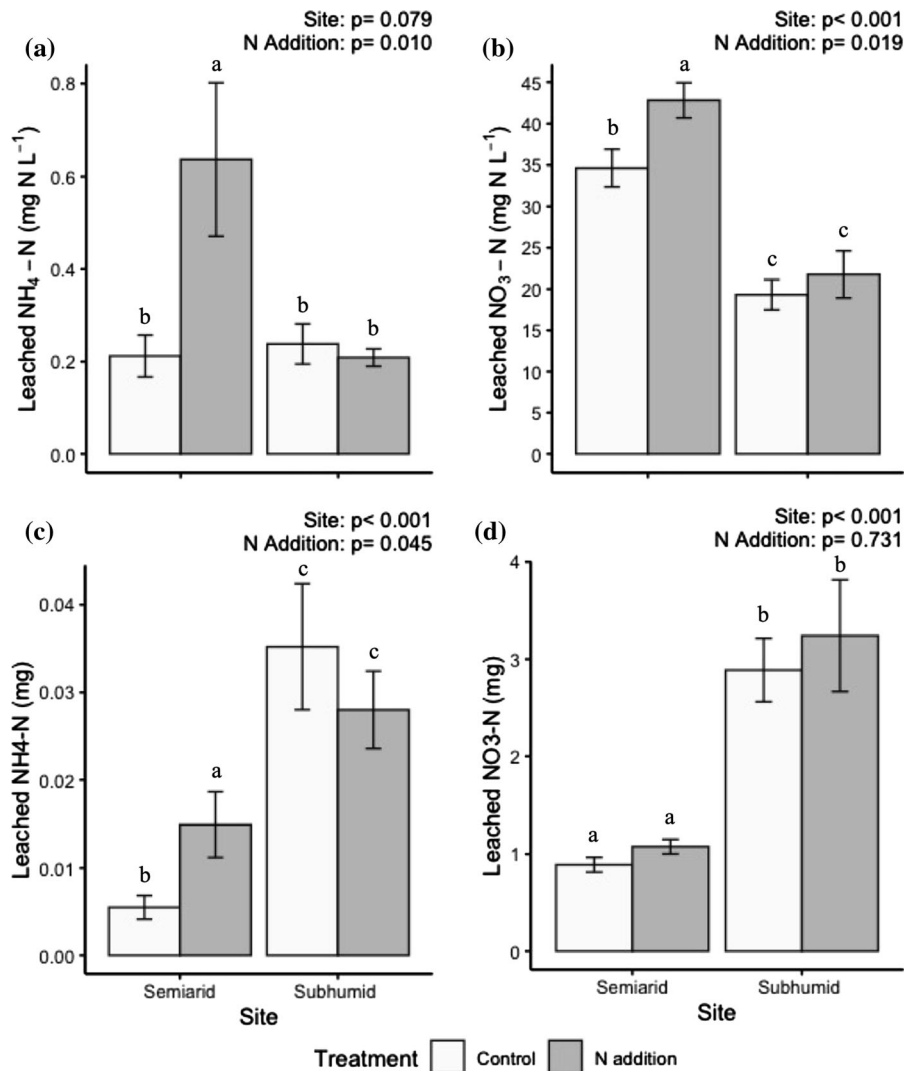 Site: p= 0.079
N Addition: p= 0.010
(a)
a
0.8
0.6
0.4
0.2
0.0
b
b
b
Leached NH₄ – N (mg N L⁻¹)
Site: p< 0.001
N Addition: p= 0.019
(b)
a
b
c
c
45
40
35
30
25
20
15
10
5
0
Leached NO₃ – N (mg N L⁻¹)
Site: p< 0.001
N Addition: p= 0.045
(c)
c
c
a
b
0.04
0.03
0.02
0.01
0.00
Leached NH4-N (mg)
Semiarid Subhumid
Site
Site: p< 0.001
N Addition: p= 0.731
(d)
b
b
a
a
4
3
2
1
0
Leached NO3-N (mg)
Semiarid Subhumid
Site
Treatment Control N addition